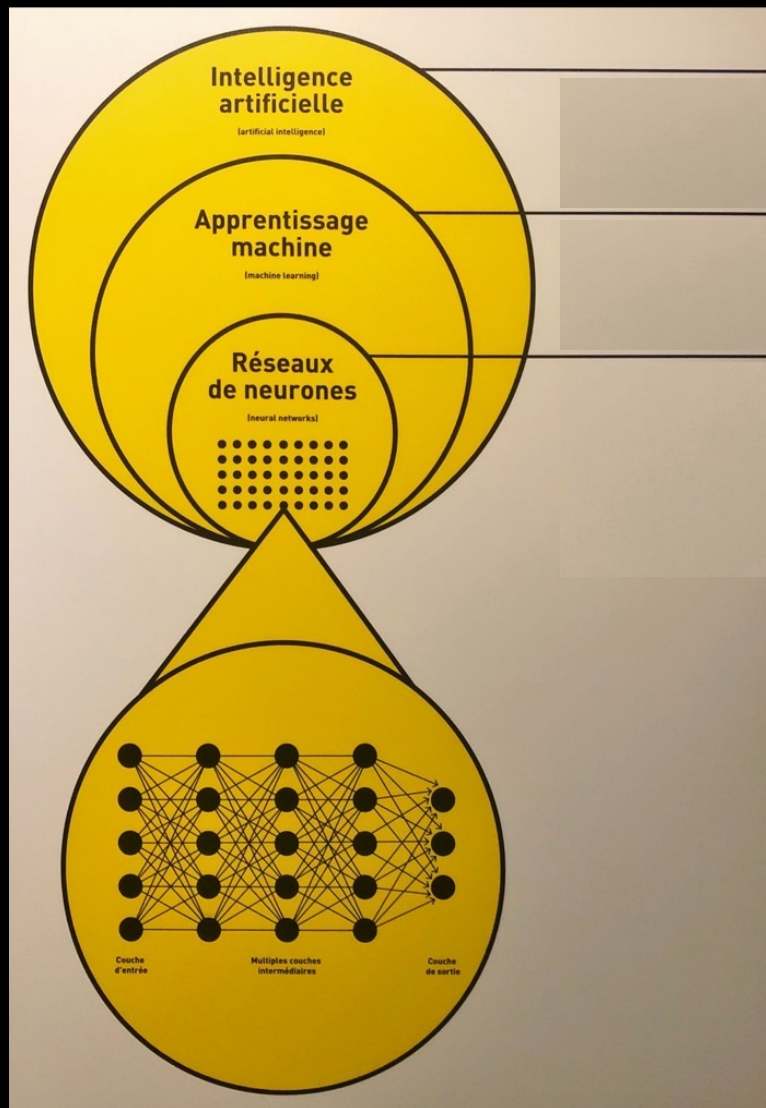 Intelligence
artificielle
(artificial intelligence)
Apprentissage
machine
(machine learning)
Réseaux
de neurones
(neural networks)
Couche
d'entrée
Multiples couches
intermédiaires
Couche
de sortie